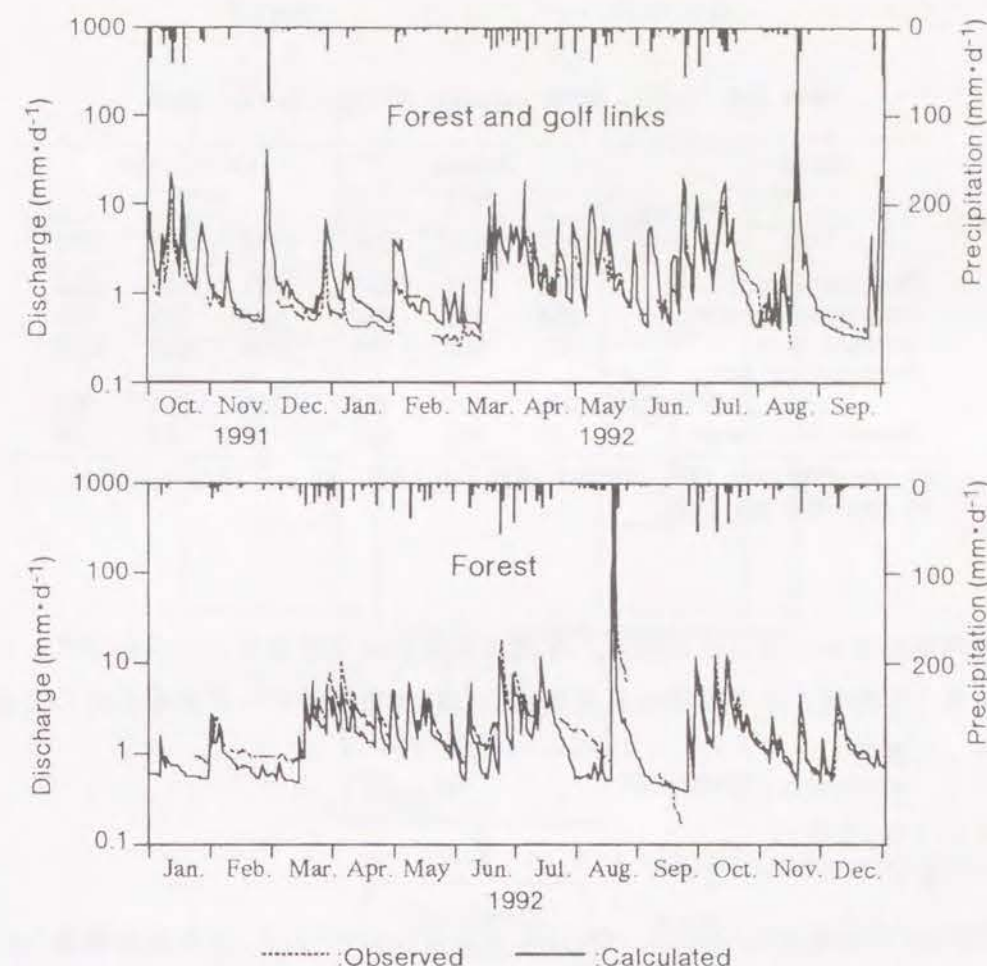 1000
100
10
1
0.1
Discharge (mm·d⁻¹)
0
100
200
Precipitation (mm·d⁻¹)
Forest and golf links
Oct. Nov. Dec. Jan. Feb. Mar. Apr. May Jun. Jul. Aug. Sep.
1991 1992
1000
100
10
1
0.1
Discharge (mm·d⁻¹)
0
100
200
Precipitation (mm·d⁻¹)
Forest
Jan. Feb. Mar. Apr. May Jun. Jul. Aug. Sep. Oct. Nov. Dec.
1992
:Observed :Calculated